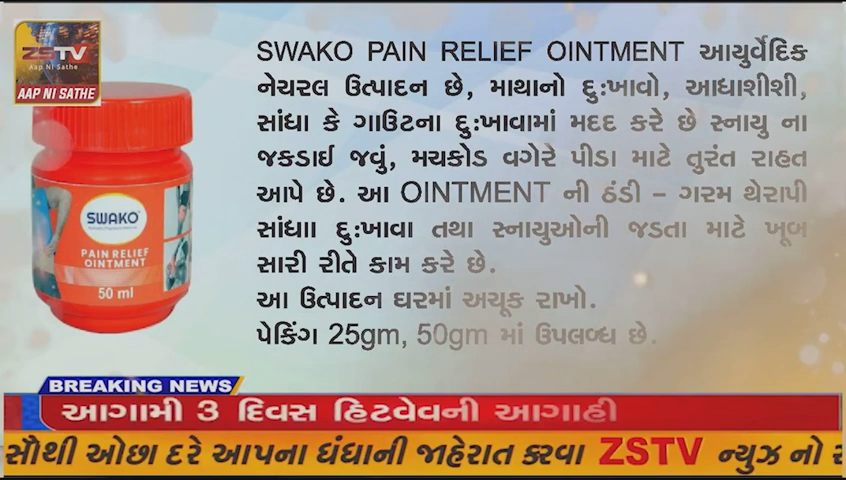 ZSTV
Aap Ni Sathe
AAP NI SATHE
SWAKO PAIN RELIEF OINTMENT આયુર્વેદિક
નેચરલ ઉત્પાદન છે, માથાનો દુઃખાવો, આધાશીશી,
સાંધા કે ગાઉટના દુઃખાવામાં મદદ કરે છે સ્નાયુ ના
જકડાઈ જવું, મચકોડ વગેરે પીડા માટે તુરંત રાહત
આપે છે. આ OINTMENT ની ઠંડી – ગરમ થેરાપી
સાંધાા દુઃખાવા તથા સ્નાયુઓની જડતા માટે ખૂબ
સારી રીતે કામ કરે છે.
આ ઉત્પાદન ઘરમાં અચૂક રાખો.
પેકિંગ 25gm, 50gm માં ઉપલબ્ધ છે.
SWAKO
PAIN RELIEF
OINTMENT
50 ml
BREAKING NEWS
આગામી 3 દિવસ હિટવેવની આગાહી
સૌથી ઓછા દરે આપના ધંધાની જાહેરાત કરવા ZSTV ન્યુઝ નો